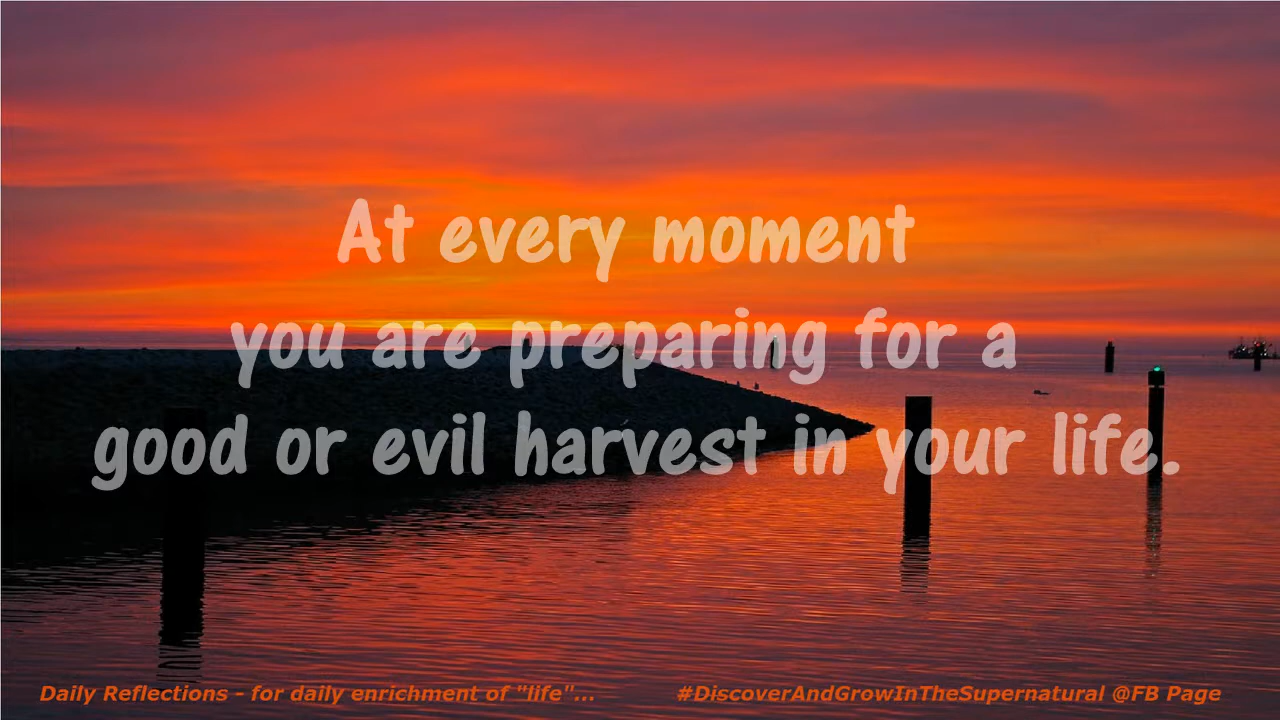 At every moment
you are preparing for a
good or evil harvest in your life.
Daily Reflections - for daily enrichment of "life"... #DiscoverAndGrowInTheSupernatural @FB Page